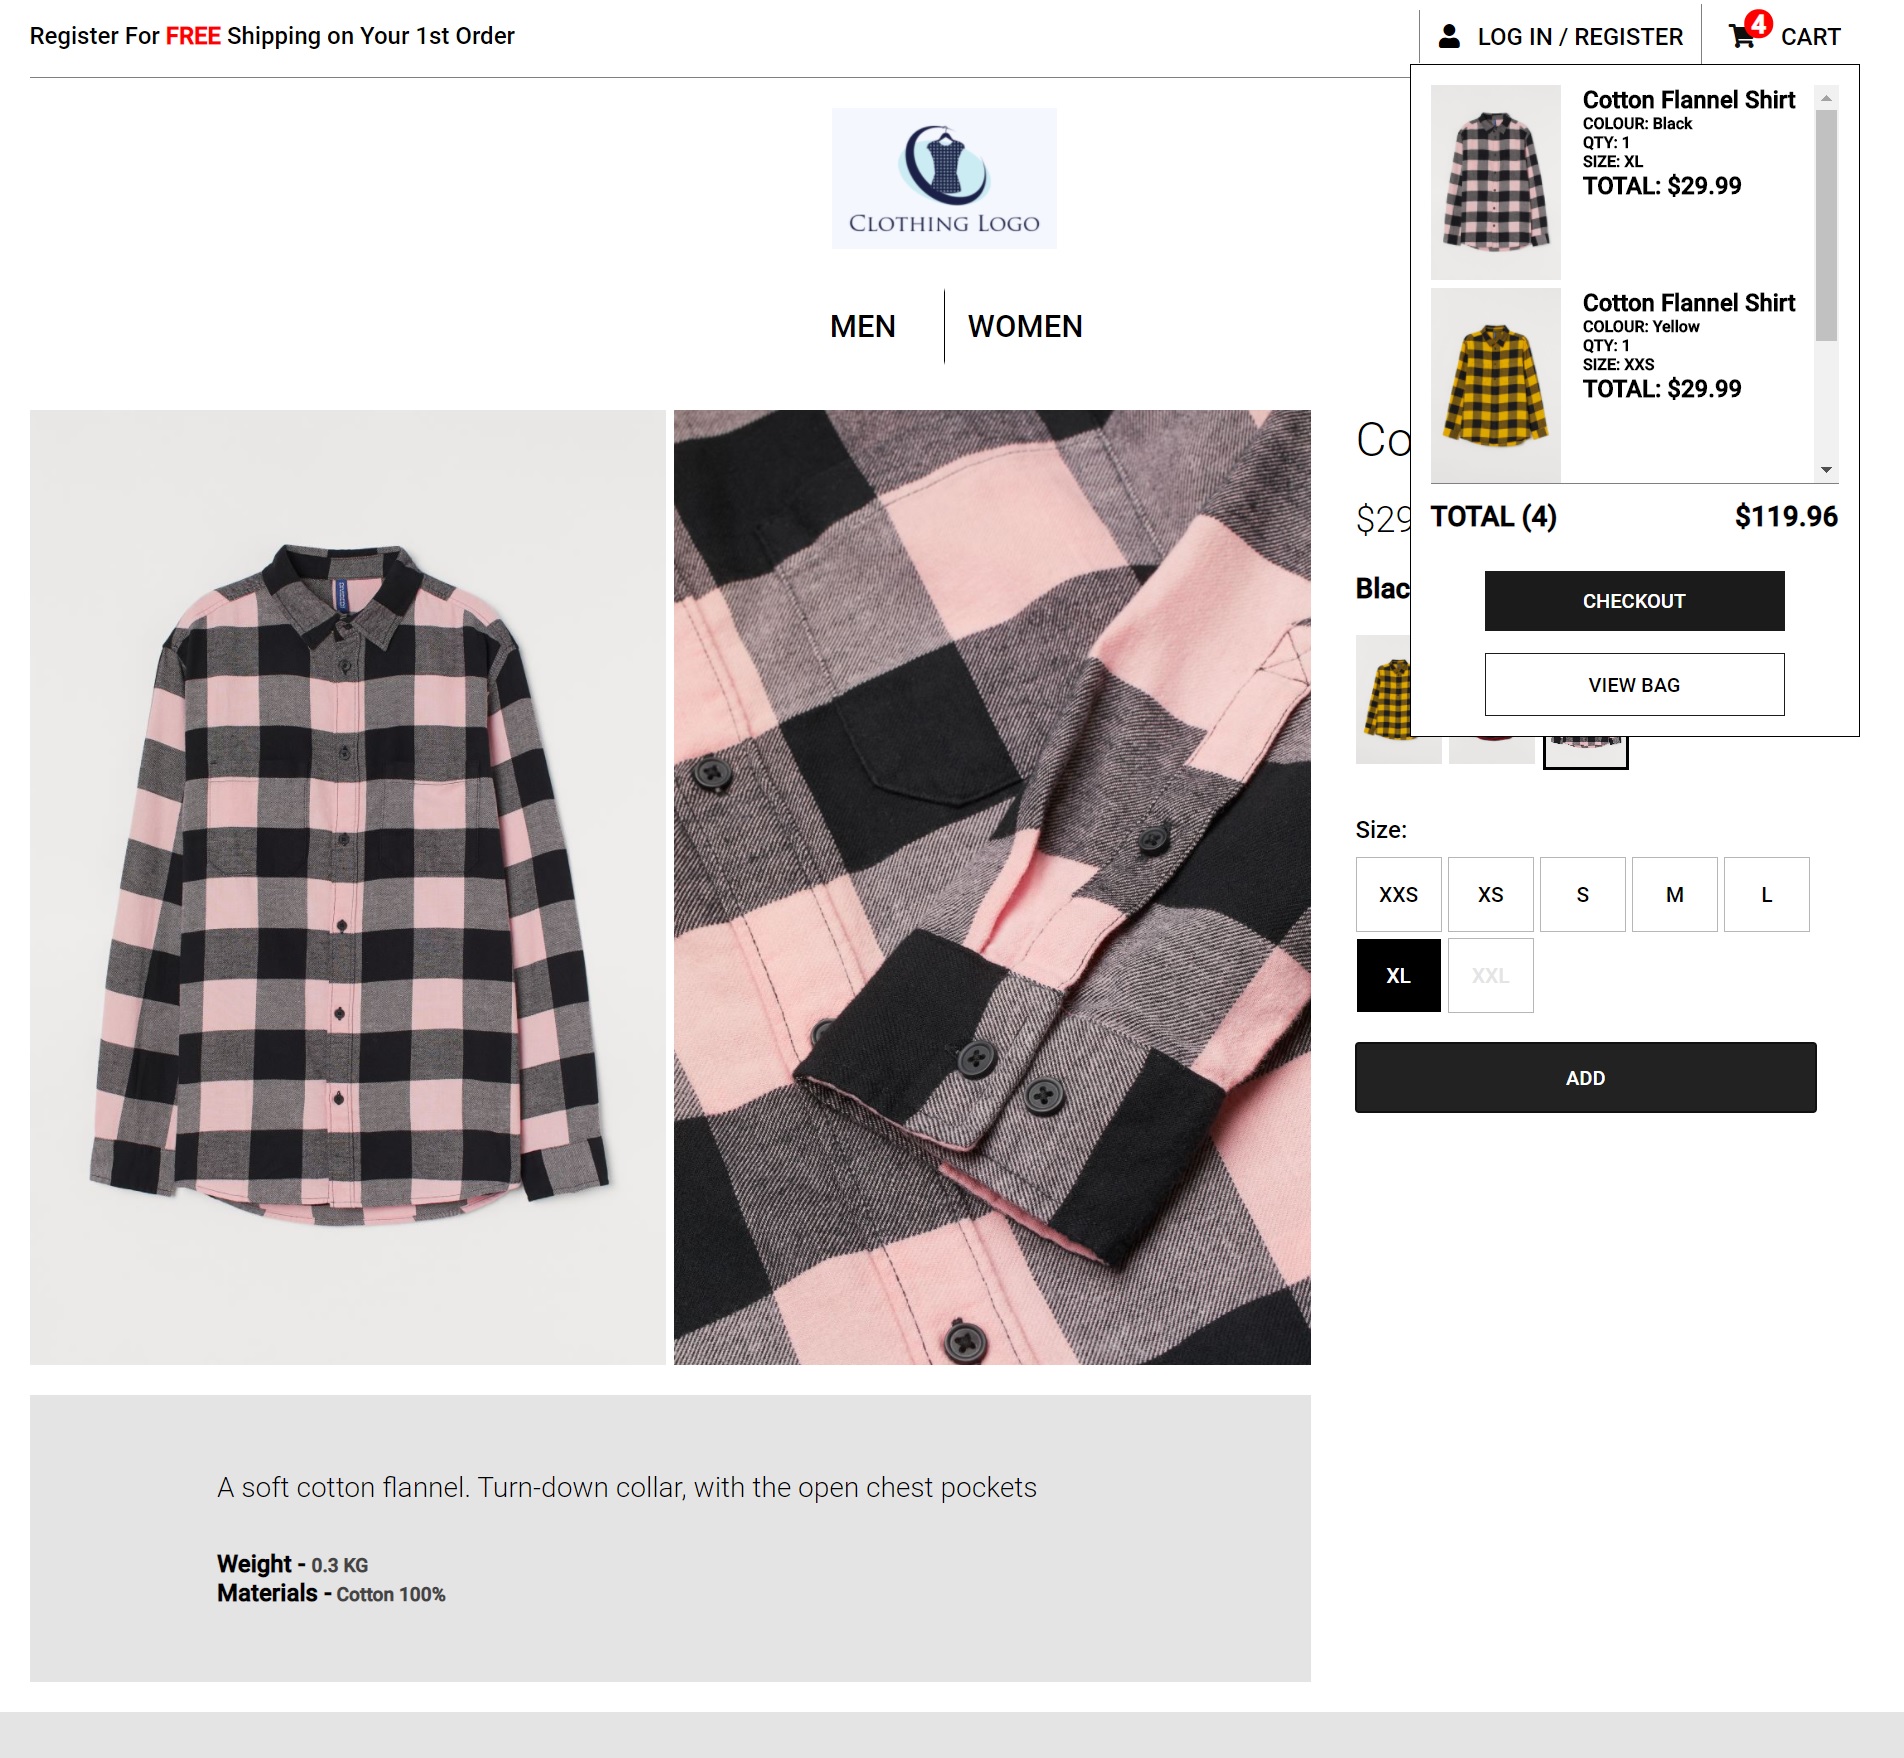 Register For FREE Shipping on Your 1st Order
LOG IN / REGISTER
4
CART
CLOTHING LOGO
MEN
WOMEN
Cotton Flannel Shirt
COLOUR: Black
QTY: 1
SIZE: XL
TOTAL: $29.99
Cotton Flannel Shirt
COLOUR: Yellow
QTY: 1
SIZE: XXS
TOTAL: $29.99
TOTAL (4) $119.96
CHECKOUT
VIEW BAG
Co
$29
Blac
Size:
XXS XS S M L
XL XXL
ADD
A soft cotton flannel. Turn-down collar, with the open chest pockets
Weight - 0.3 KG
Materials - Cotton 100%